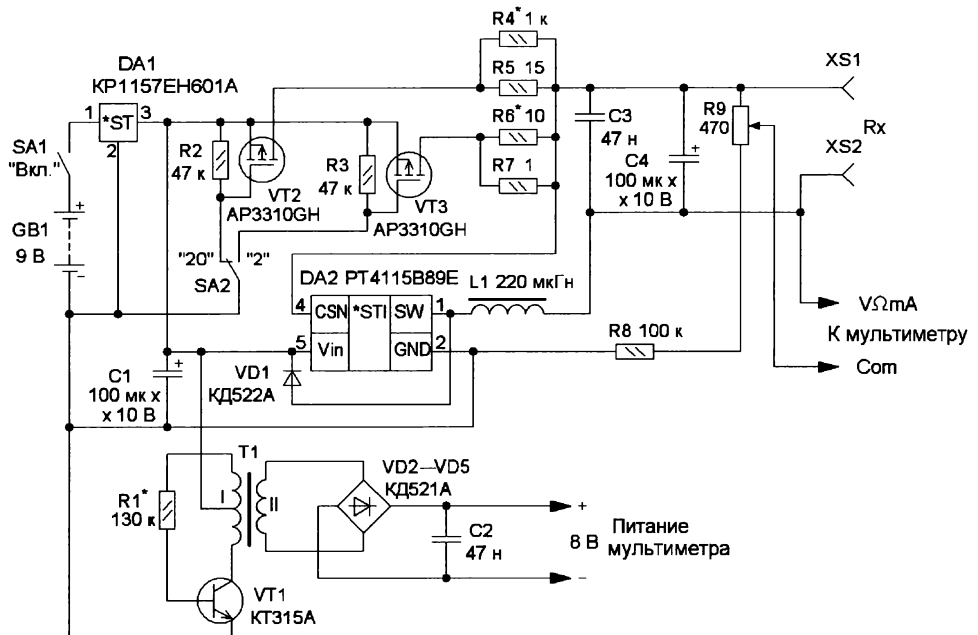 R4* 1 к
R5 15
R6* 10
R7 1
DA1
КР1157ЕН601А
1
*ST
3
2
SA1
"Вкл."
GB1
9 В
+
−
R2
47 к
VT2
AP3310GH
R3
47 к
VT3
AP3310GH
"20"
"2"
SA2
C3
47 н
C4
100 мк х
х 10 В
+
R9
470
XS1
Rx
XS2
DA2 PT4115B89E
4
CSN
*STI
SW
1
5
Vin
GND
2
L1 220 мкГн
R8 100 к
VΩmA
К мультиметру
Com
C1
100 мк х
х 10 В
+
VD1
КД522А
T1
I
II
R1*
130 к
VT1
КТ315А
VD2—VD5
КД521А
C2
47 н
+
8 В
−
Питание
мультиметра